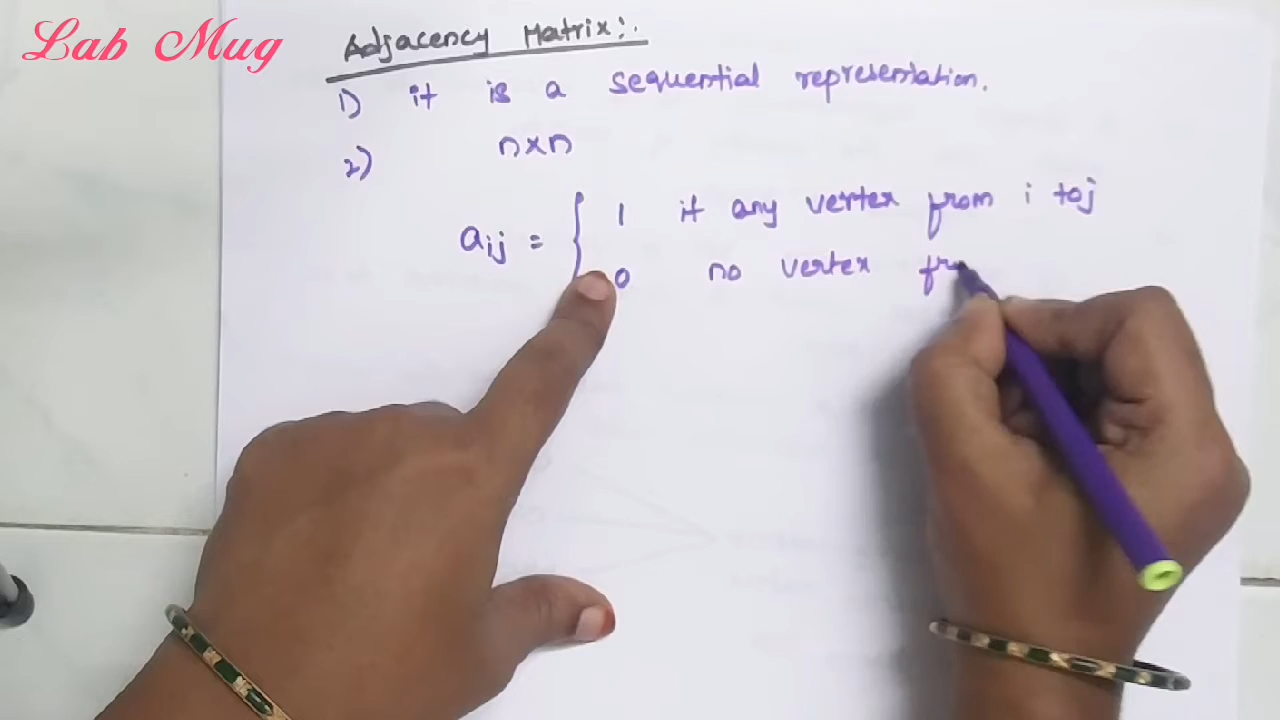 Lab Mug
Adjacency Matrix:.
1) it is a sequential representation.
2) n×n
aij = { 1 if any vertex from i to j
0 no vertex fro